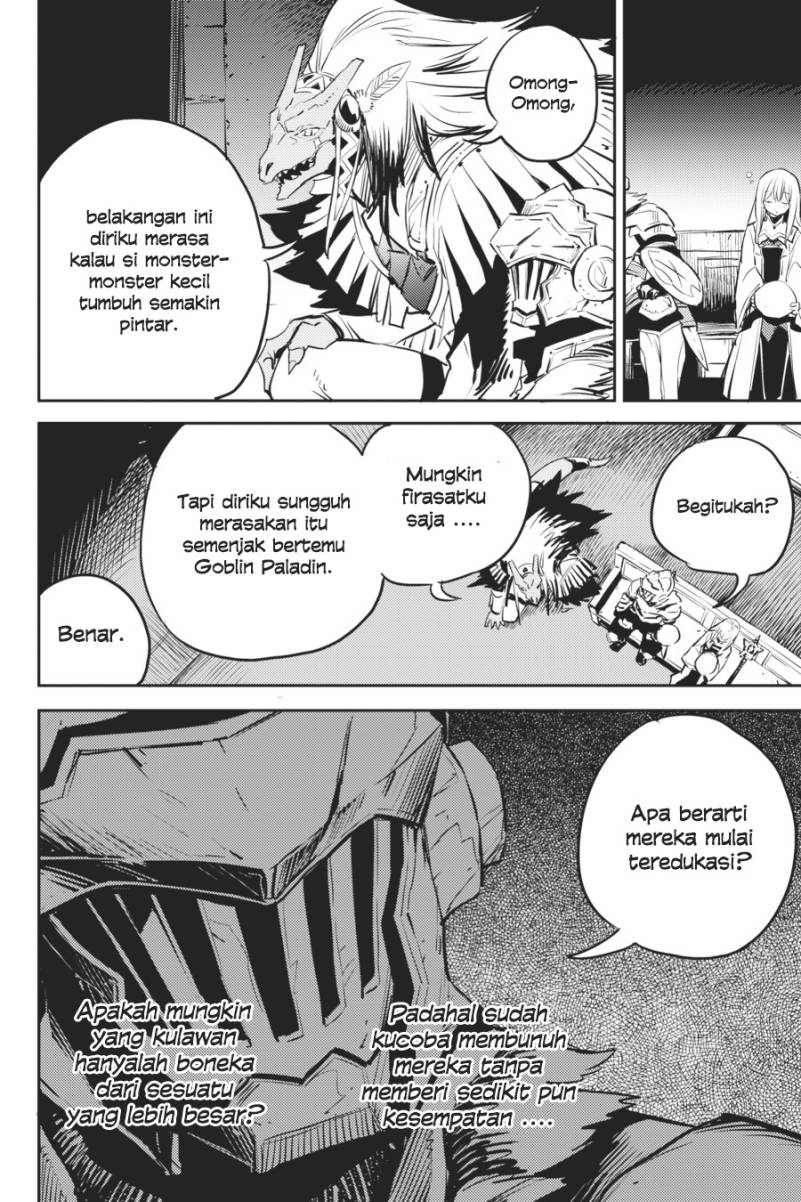 Omong-
Omong,
belakangan ini
diriku merasa
kalau si monster-
monster kecil
tumbuh semakin
pintar.
Begitukah?
Mungkin
firasatku
saja ....
Tapi diriku sungguh
merasakan itu
semenjak bertemu
Goblin Paladin.
Benar.
Apa berarti
mereka mulai
teredukasi?
Padahal sudah
kucoba membunuh
mereka tanpa
memberi sedikit pun
kesempatan ....
Apakah mungkin
yang kulawan
hanyalah boneka
dari sesuatu
yang lebih besar?